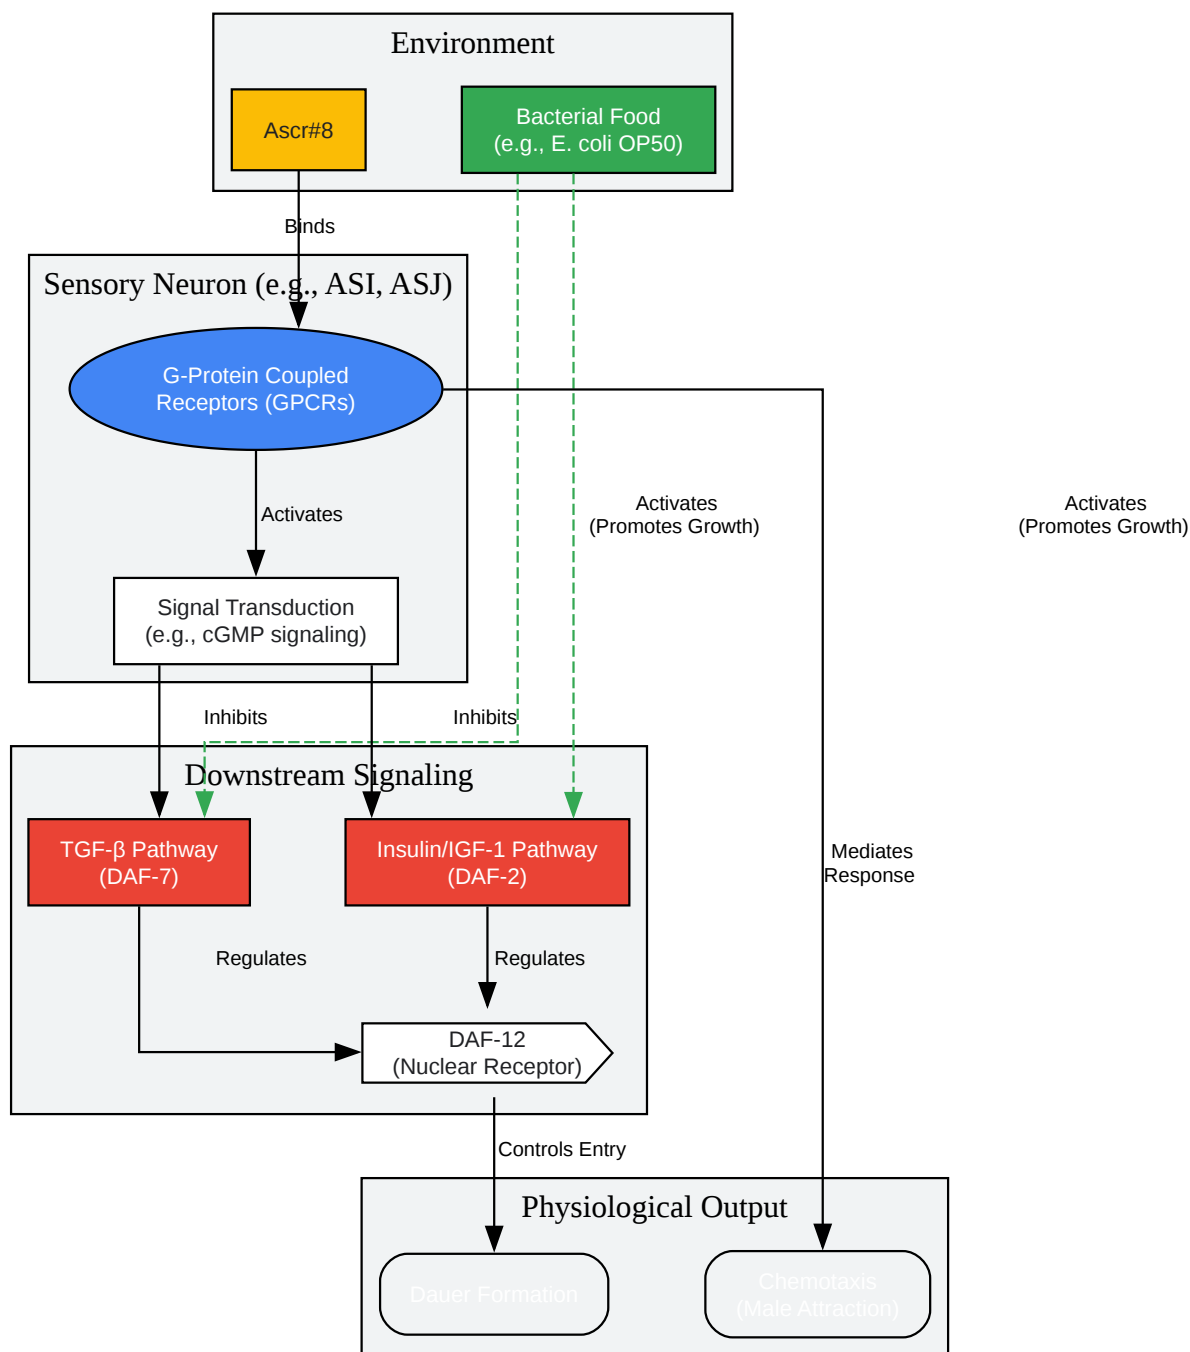 Environment
Ascr#8
Bacterial Food
(e.g., E. coli OP50)
Binds
Sensory Neuron (e.g., ASI, ASJ)
G-Protein Coupled
Receptors (GPCRs)
Activates
Activates
(Promotes Growth)
Activates
(Promotes Growth)
Signal Transduction
(e.g., cGMP signaling)
Inhibits
Inhibits
Downstream Signaling
TGF-β Pathway
(DAF-7)
Insulin/IGF-1 Pathway
(DAF-2)
Mediates
Response
Regulates
Regulates
DAF-12
(Nuclear Receptor)
Controls Entry
Physiological Output
Dauer Formation
Chemotaxis
(Male Attraction)